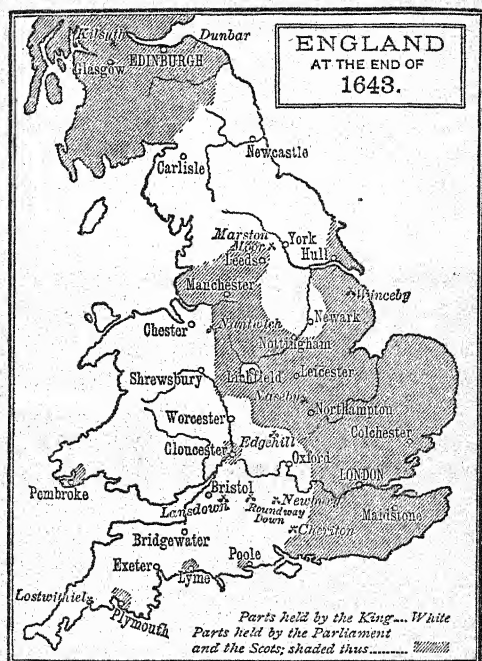 ENGLAND
AT THE END OF
1643.
Kilsyth
Dunbar
Glasgow
EDINBURGH
Newcastle
Carlisle
Marston
Moor
York
Leeds
Hull
Manchester
Winceby
Chester
Nantwich
Newark
Nottingham
Shrewsbury
Lichfield
Leicester
Naseby
Worcester
Northampton
Gloucester
Edgehill
Colchester
Oxford
Pembroke
LONDON
Bristol
Lansdown
Roundway
Down
Newbury
Maidstone
Cheriton
Bridgewater
Exeter
Poole
Lyme
Lostwithiel
Plymouth
Parts held by the King... White
Parts held by the Parliament
and the Scots; shaded thus.........